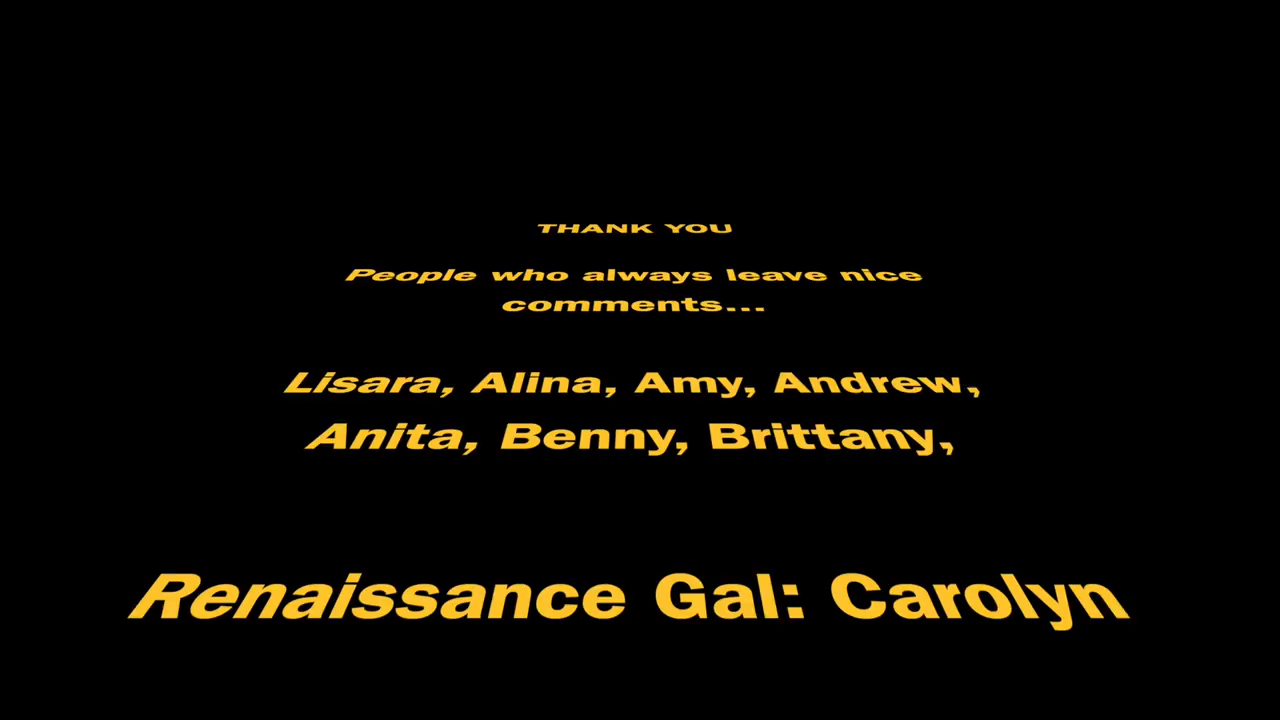 THANK YOU
People who always leave nice
comments...
Lisara, Alina, Amy, Andrew,
Anita, Benny, Brittany,
Renaissance Gal: Carolyn